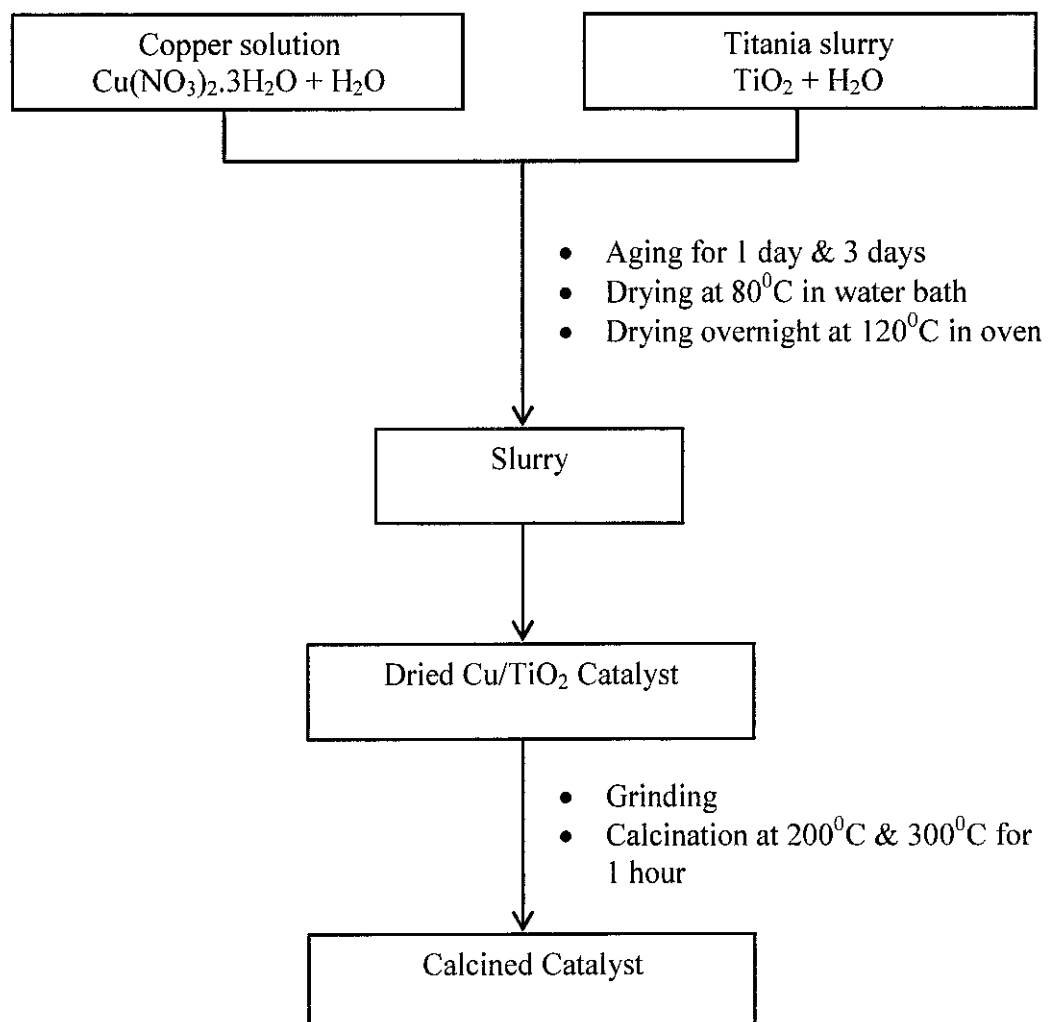 Copper solution
Cu(NO₃)₂.3H₂O + H₂O
Titania slurry
TiO₂ + H₂O
• Aging for 1 day & 3 days
• Drying at 80⁰C in water bath
• Drying overnight at 120⁰C in oven
Slurry
Dried Cu/TiO₂ Catalyst
• Grinding
• Calcination at 200⁰C & 300⁰C for
1 hour
Calcined Catalyst